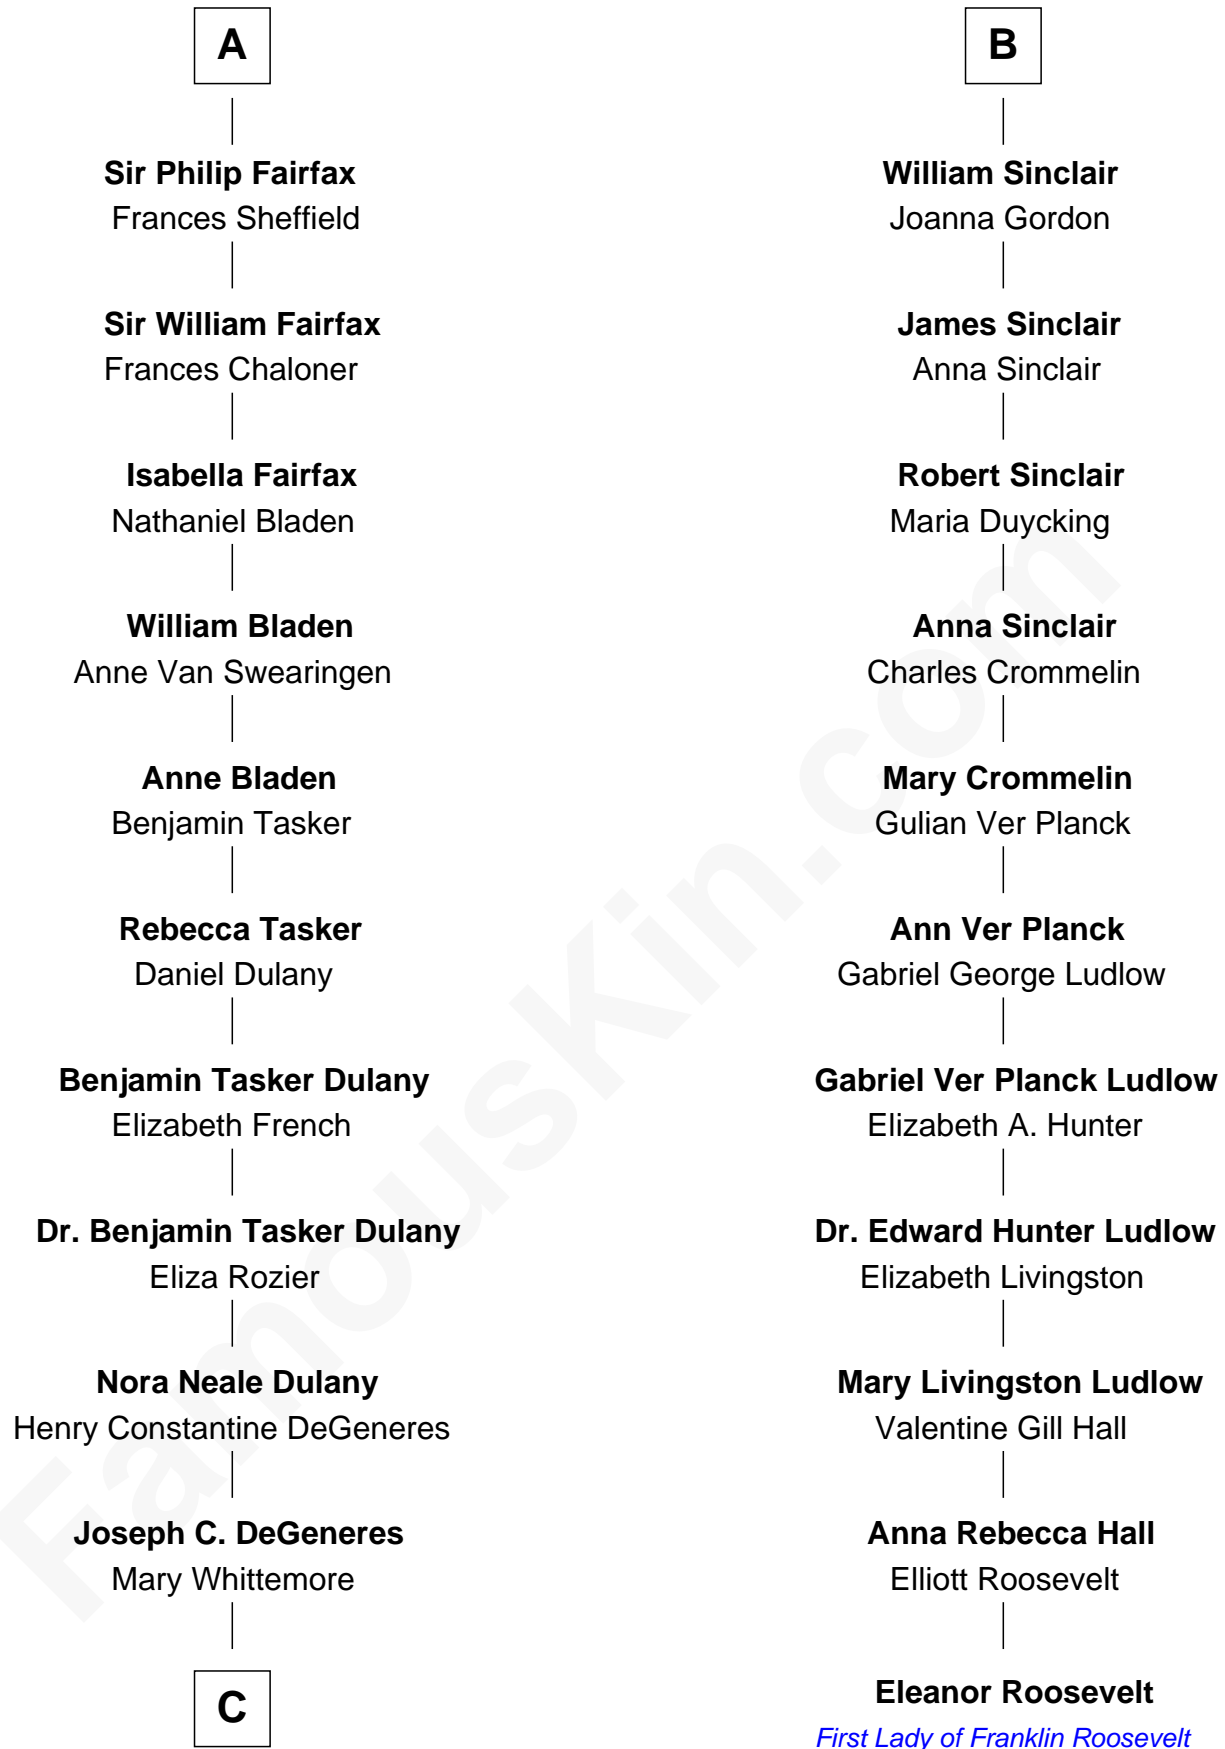 A
Sir Philip Fairfax
Frances Sheffield
Sir William Fairfax
Frances Chaloner
Isabella Fairfax
Nathaniel Bladen
William Bladen
Anne Van Swearingen
Anne Bladen
Benjamin Tasker
Rebecca Tasker
Daniel Dulany
Benjamin Tasker Dulany
Elizabeth French
Dr. Benjamin Tasker Dulany
Eliza Rozier
Nora Neale Dulany
Henry Constantine DeGeneres
Joseph C. DeGeneres
Mary Whittemore
C
B
William Sinclair
Joanna Gordon
James Sinclair
Anna Sinclair
Robert Sinclair
Maria Duycking
Anna Sinclair
Charles Crommelin
Mary Crommelin
Gulian Ver Planck
Ann Ver Planck
Gabriel George Ludlow
Gabriel Ver Planck Ludlow
Elizabeth A. Hunter
Dr. Edward Hunter Ludlow
Elizabeth Livingston
Mary Livingston Ludlow
Valentine Gill Hall
Anna Rebecca Hall
Elliott Roosevelt
Eleanor Roosevelt
First Lady of Franklin Roosevelt
FamousKin.com